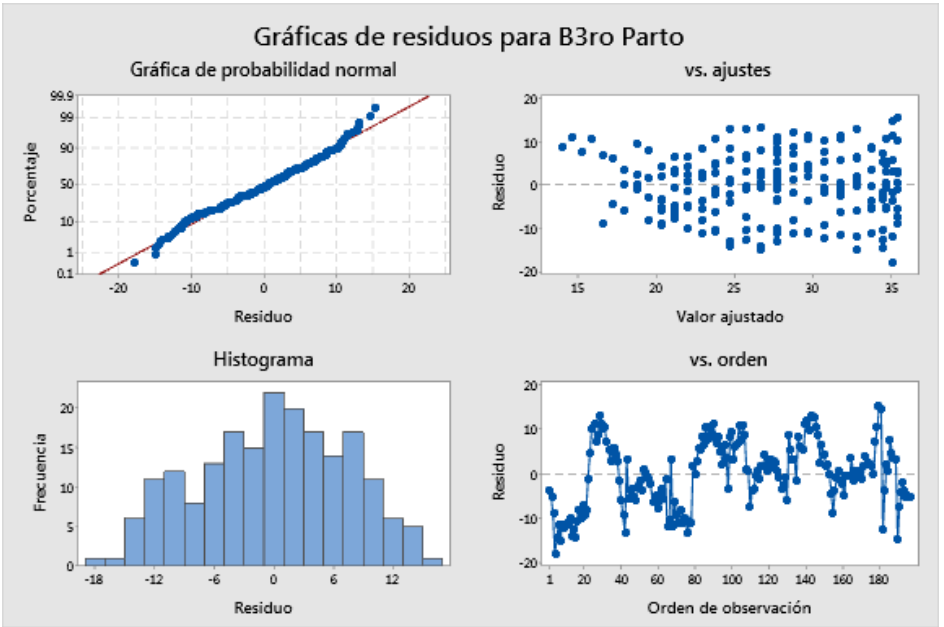 Gráficas de residuos para B3ro Parto
Gráfica de probabilidad normal
99.9
99
90
50
10
1
0.1
Porcentaje
-20 -10 0 10 20
Residuo
vs. ajustes
20
10
0
-10
-20
Residuo
15 20 25 30 35
Valor ajustado
Histograma
20
15
10
5
0
Frecuencia
-18 -12 -6 0 6 12
Residuo
vs. orden
20
10
0
-10
-20
Residuo
1 20 40 60 80 100 120 140 160 180
Orden de observación